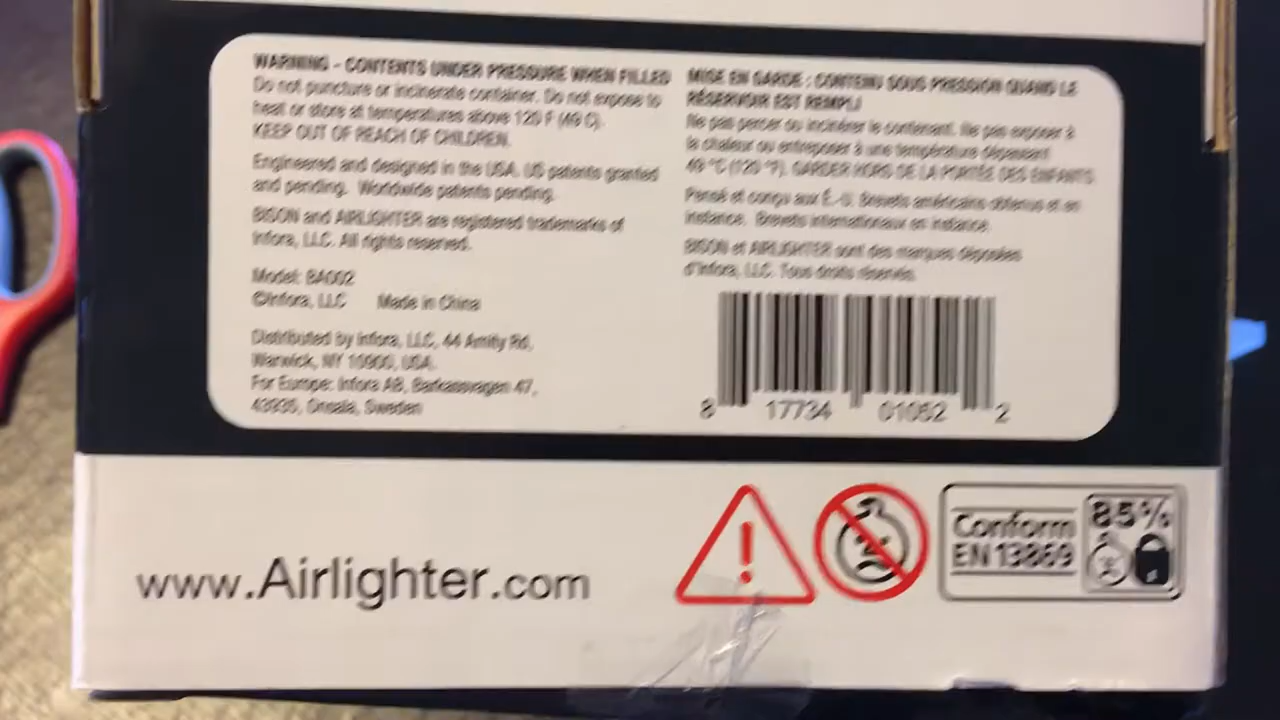 WARNING - CONTENTS UNDER PRESSURE WHEN FILLED
Do not puncture or incinerate container. Do not expose to
heat or store at temperatures above 120 F (49 C).
KEEP OUT OF REACH OF CHILDREN.
Engineered and designed in the USA. US patents granted
and pending. Worldwide patents pending.
BISON and AIRLIGHTER are registered trademarks of
Infora, LLC. All rights reserved.
Model: BA002
©Infora, LLC Made in China
Distributed by Infora, LLC, 44 Amity Rd,
Warwick, NY 10990, USA.
For Europe: Infora AB, 47,
Onsala, Sweden
MISE EN GARDE : CONTENU SOUS PRESSION QUAND LE
RÉSERVOIR EST REMPLI
Ne pas percer ou incinérer le contenant. Ne pas exposer à
la chaleur ou entreposer à une température dépassant
49 °C (120 °F). GARDER HORS DE LA PORTÉE DES ENFANTS.
Pensé et conçu aux É.-U. Brevets américains obtenus et en
instance. Brevets internationaux en instance.
BISON et AIRLIGHTER sont des marques déposées
d'Infora, LLC. Tous droits réservés.
8 17734 01052 2
www.Airlighter.com
!
Conform
EN 13869
85%